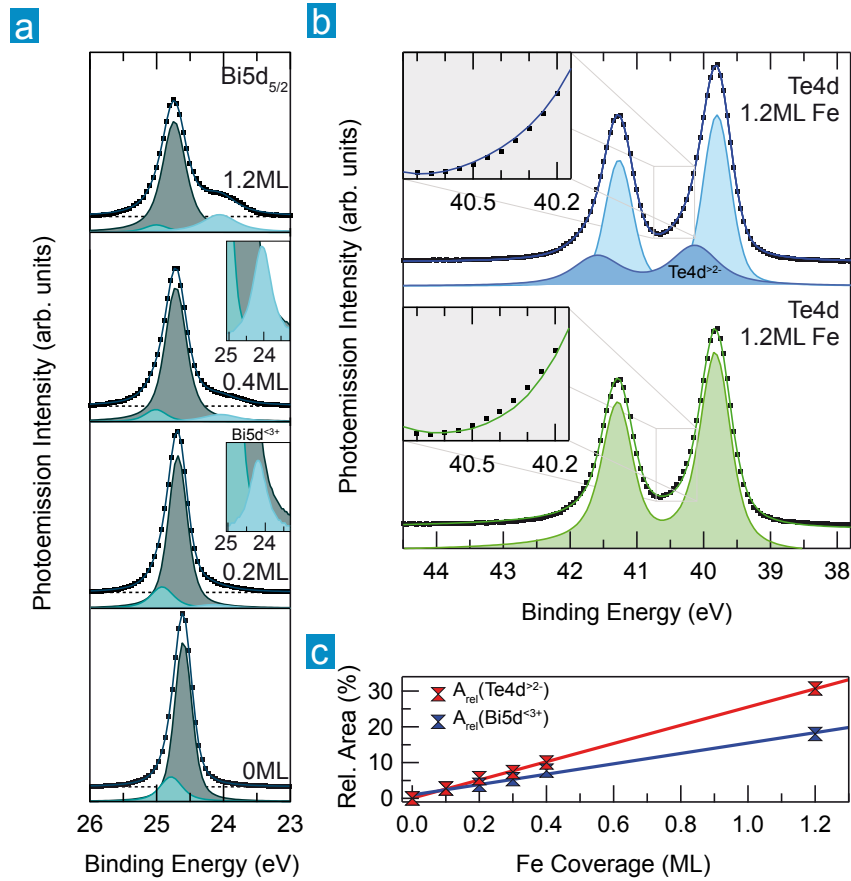 a
Photoemission Intensity (arb. units)
Bi5d5/2
1.2ML
25 24
0.4ML
Bi5d<3+
25 24
0.2ML
0ML
26 25 24 23
Binding Energy (eV)
b
Photoemission Intensity (arb. units)
40.5 40.2
Te4d
1.2ML Fe
Te4d>2-
40.5 40.2
Te4d
1.2ML Fe
44 43 42 41 40 39 38
Binding Energy (eV)
c
Rel. Area (%)
30
20
10
0
Arel(Te4d>2-)
Arel(Bi5d<3+)
0.0 0.2 0.4 0.6 0.8 1.0 1.2
Fe Coverage (ML)